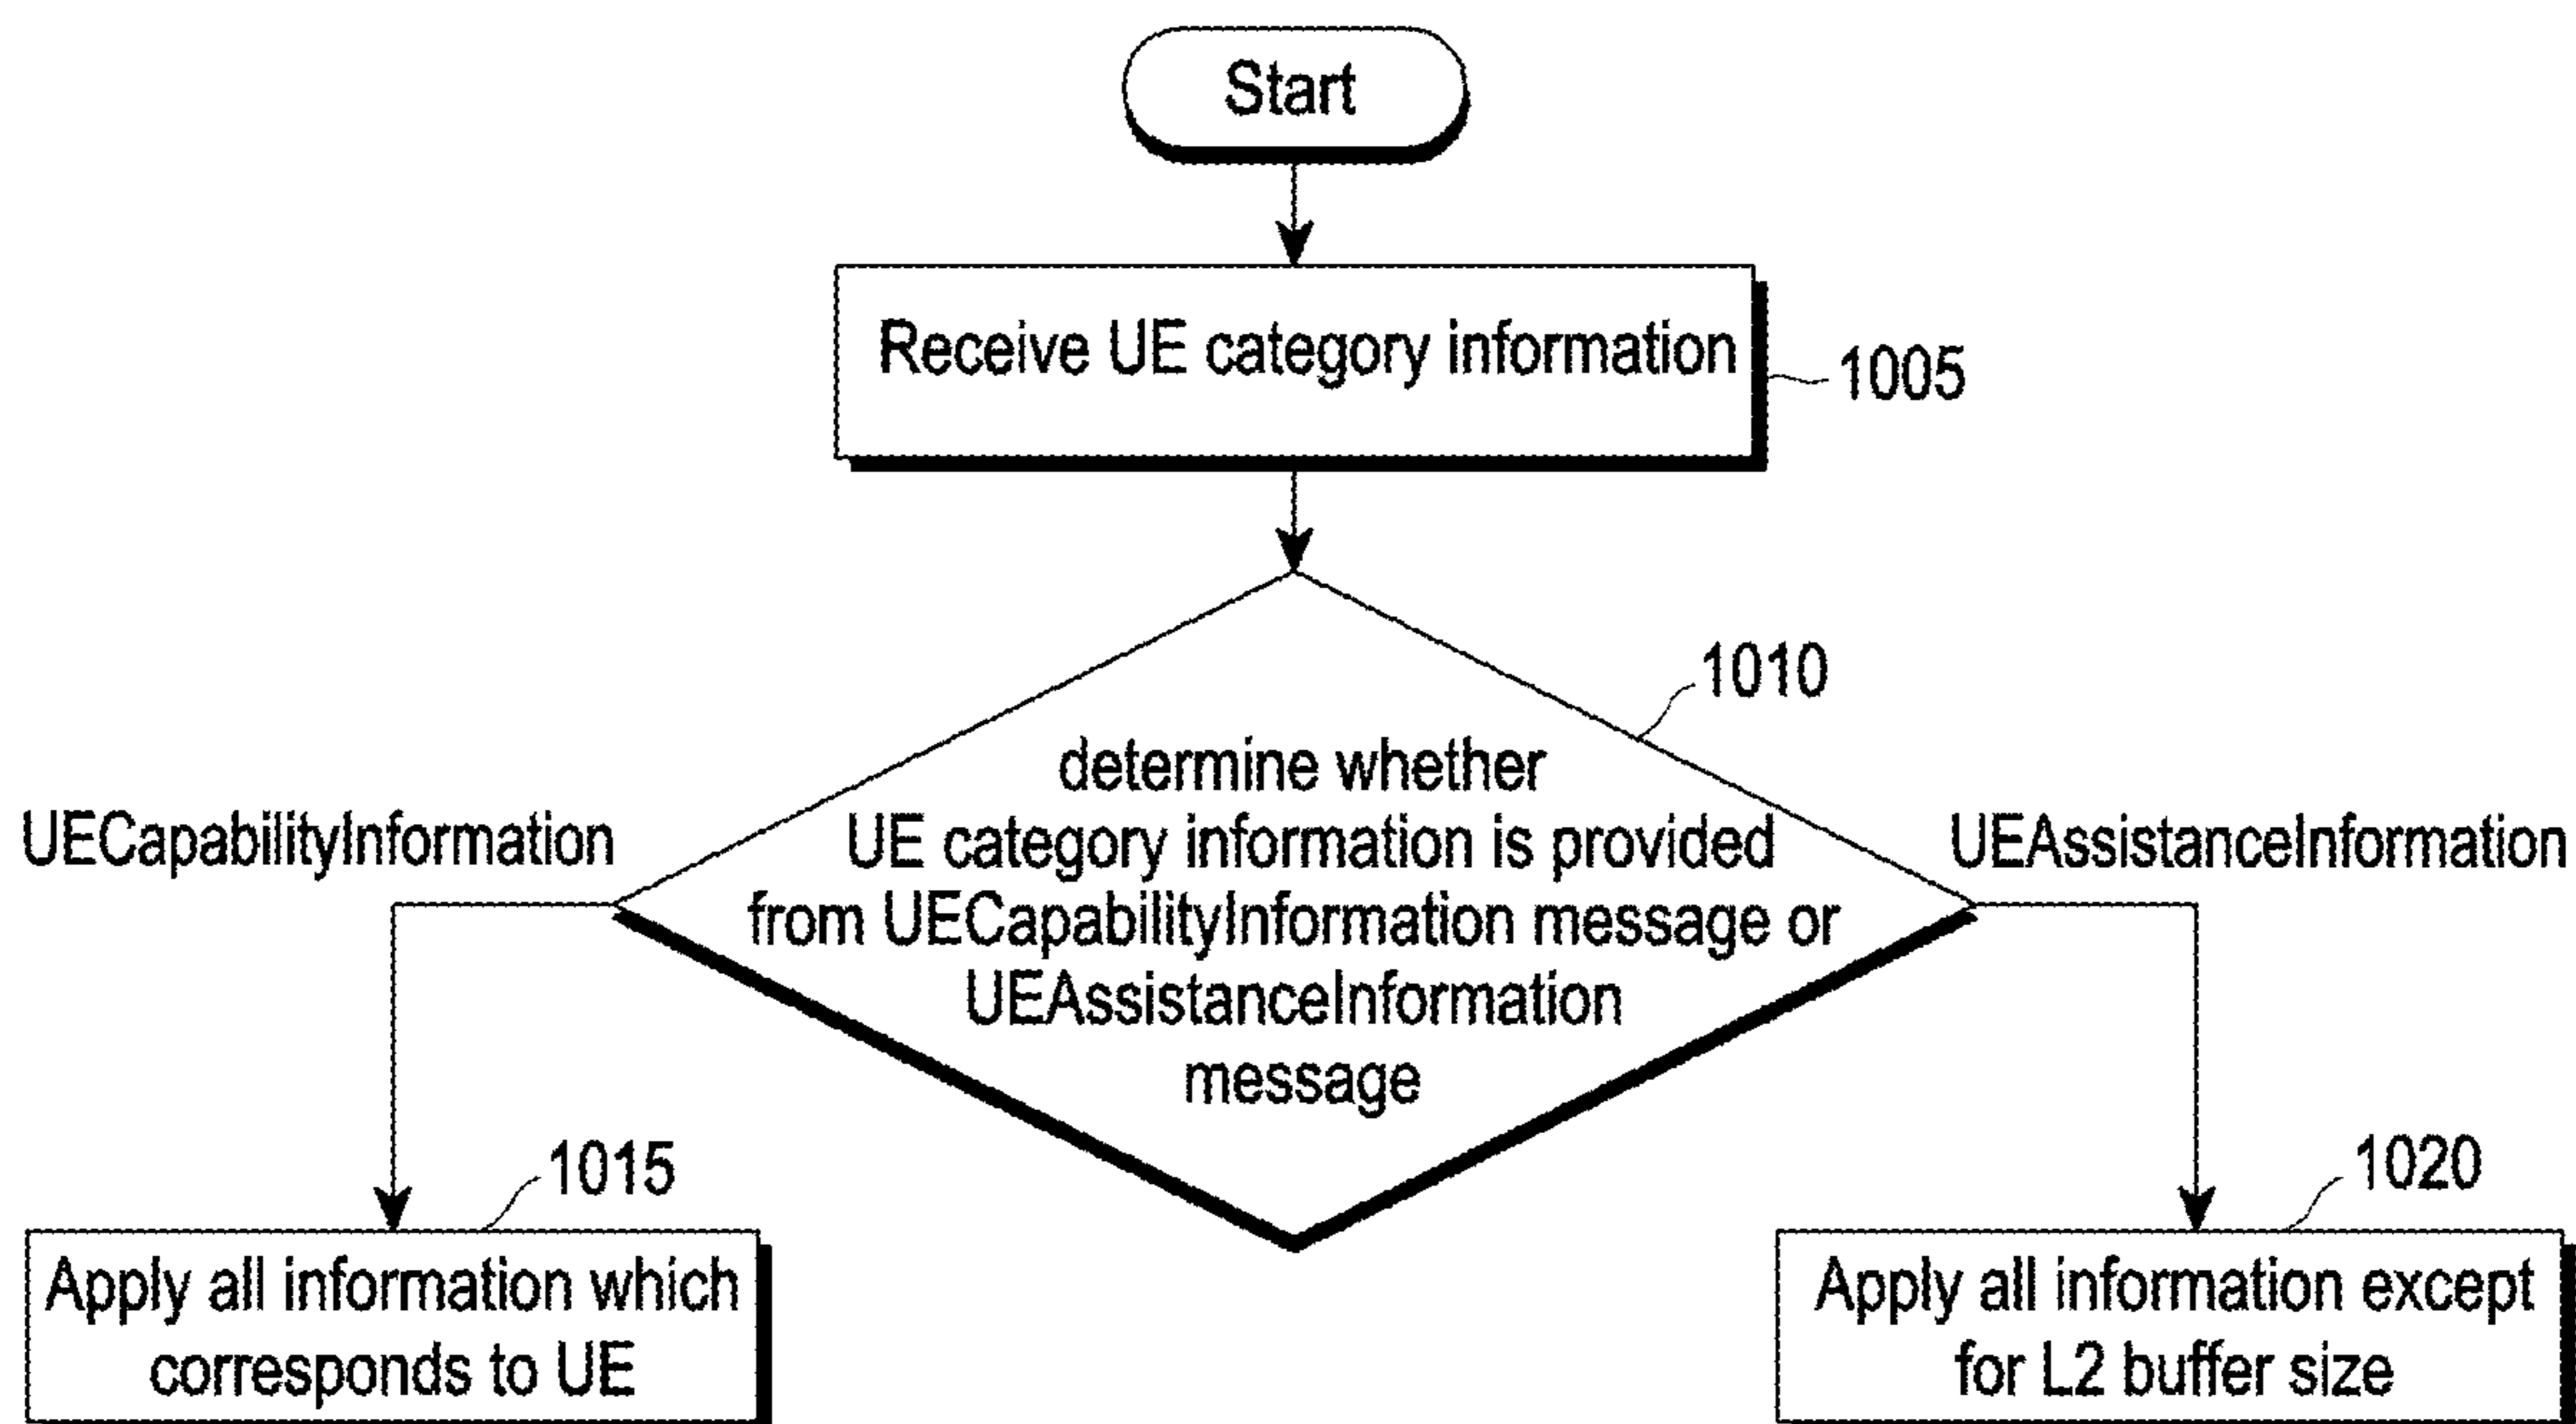 Start
Receive UE category information
1005
1010
determine whether
UE category information is provided
from UECapabilityInformation message or
UEAssistanceInformation
message
UECapabilityInformation
UEAssistanceInformation
1015
Apply all information which
corresponds to UE
1020
Apply all information except
for L2 buffer size